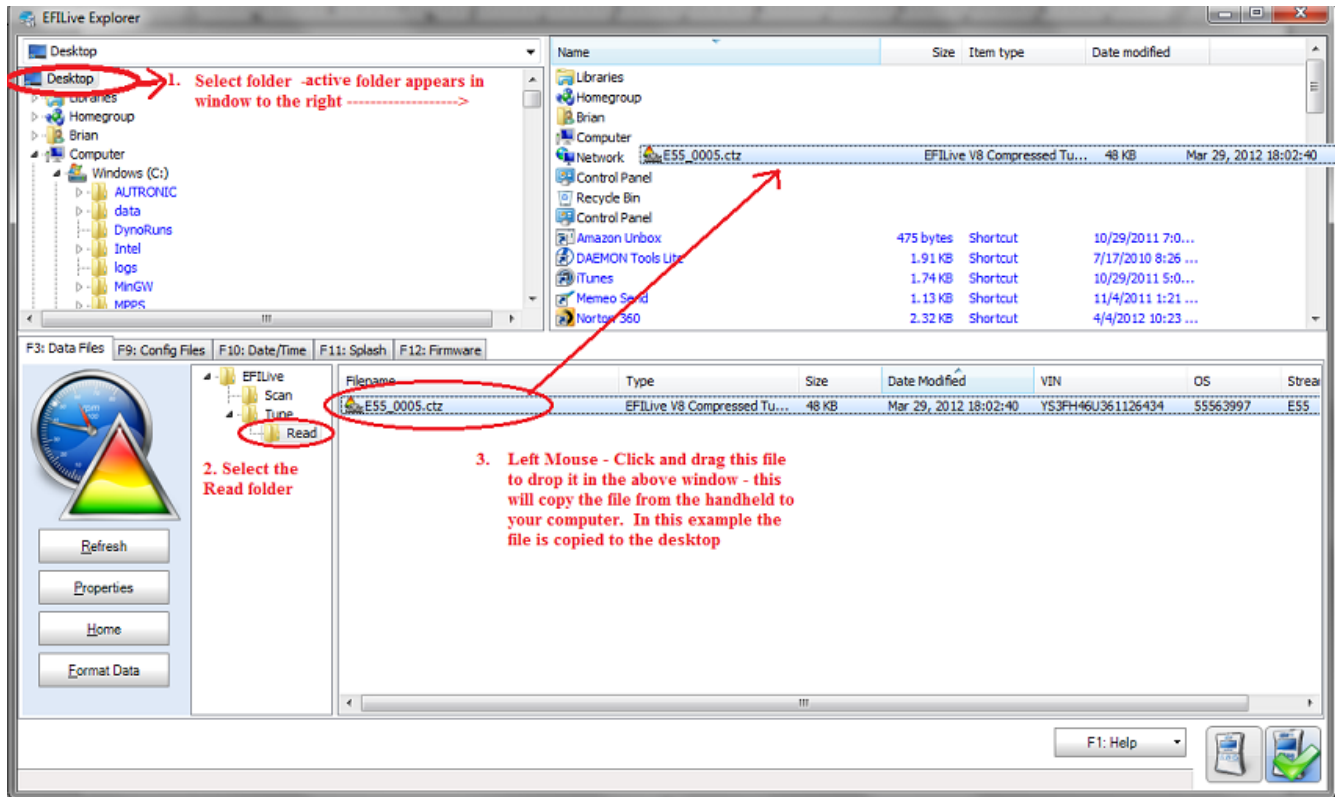 EFILive Explorer
Desktop
Desktop
1. Select folder -active folder appears in
window to the right ------------------->
Libraries
Homegroup
Brian
Computer
Windows (C:)
AUTRONIC
data
DynoRuns
Intel
logs
MinGW
MPPS
Name Size Item type Date modified
Libraries
Homegroup
Brian
Computer
Network
E55_0005.ctz EFILive V8 Compressed Tu... 48 KB Mar 29, 2012 18:02:40
Control Panel
Recycle Bin
Control Panel
Amazon Unbox 475 bytes Shortcut 10/29/2011 7:0...
DAEMON Tools Lite 1.91 KB Shortcut 7/17/2010 8:26 ...
iTunes 1.74 KB Shortcut 10/29/2011 5:0...
Memeo Send 1.13 KB Shortcut 11/4/2011 1:21 ...
Norton 360 2.32 KB Shortcut 4/4/2012 10:23 ...
F3: Data Files F9: Config Files F10: Date/Time F11: Splash F12: Firmware
rpm
Refresh
Properties
Home
Format Data
EFILive
Scan
Tune
Read
2. Select the
Read folder
Filename Type Size Date Modified VIN OS Strea
E55_0005.ctz EFILive V8 Compressed Tu... 48 KB Mar 29, 2012 18:02:40 YS3FH46U361126434 55563997 E55
3. Left Mouse - Click and drag this file
to drop it in the above window - this
will copy the file from the handheld to
your computer. In this example the
file is copied to the desktop
F1: Help